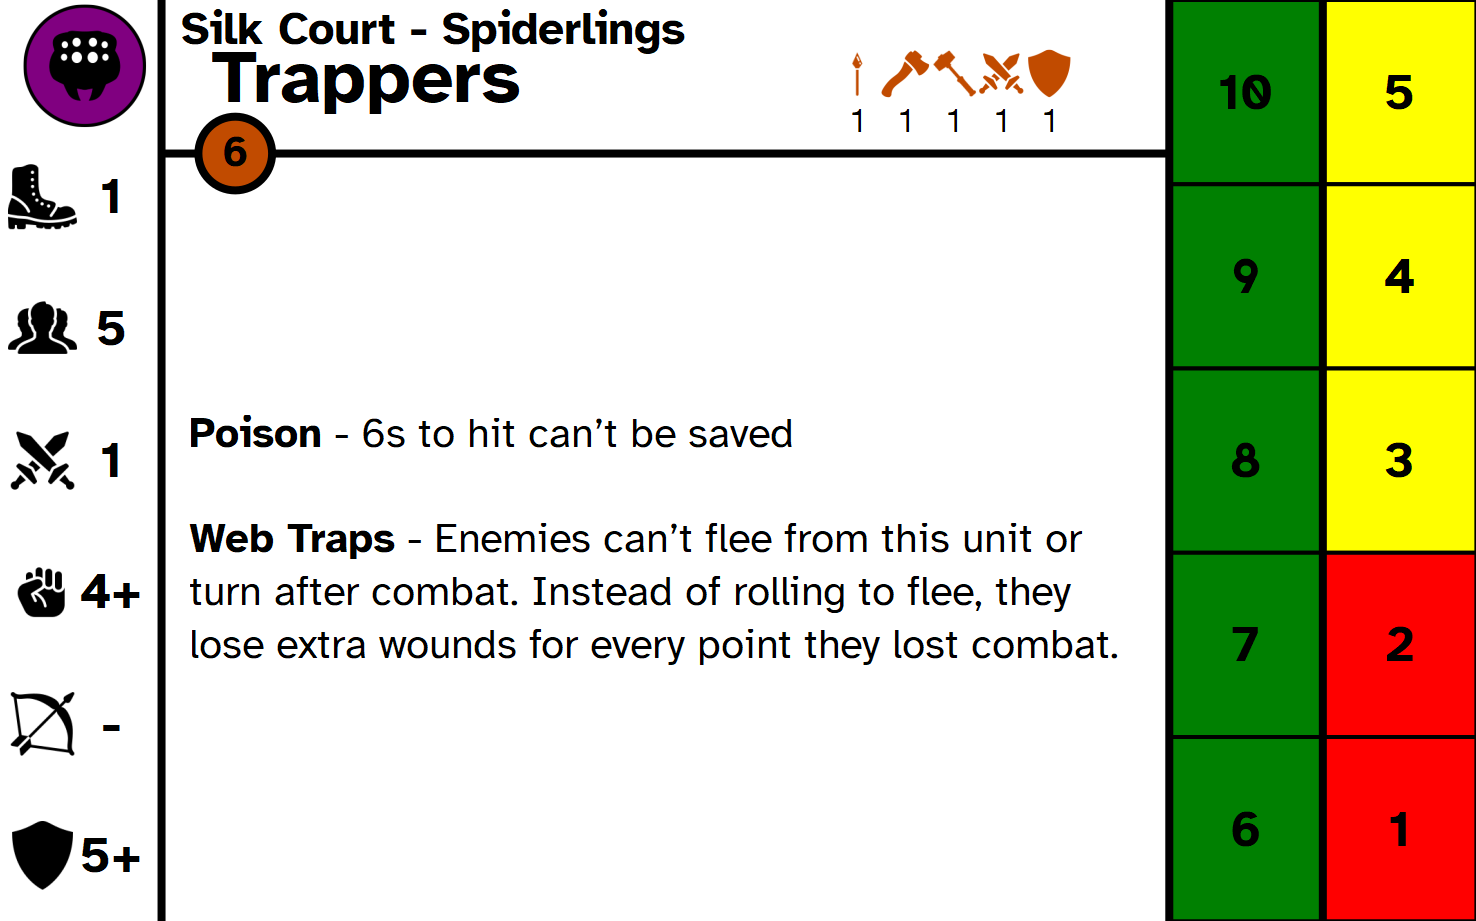 Silk Court - Spiderlings
Trappers
1 1 1 1 1
6
1
5
1
4+
-
5+
Poison - 6s to hit can’t be saved
Web Traps - Enemies can’t flee from this unit or
turn after combat. Instead of rolling to flee, they
lose extra wounds for every point they lost combat.
10 5
9 4
8 3
7 2
6 1